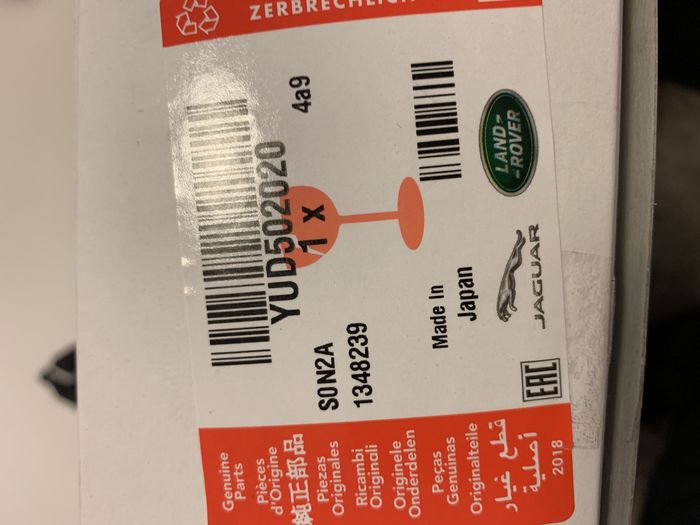 ZERBRECHLICH
YUD502020
1 x
4a9
S0N2A
1348239
Made In
Japan
LAND-
-ROVER
JAGUAR
EAC
Genuine
Parts
Pièces
d'Origine
純正部品
Piezas
Originales
Ricambi
Originali
Originele
Onderdelen
Peças
Genuinas
Originalteile
قطع غيار
أصلية
2018